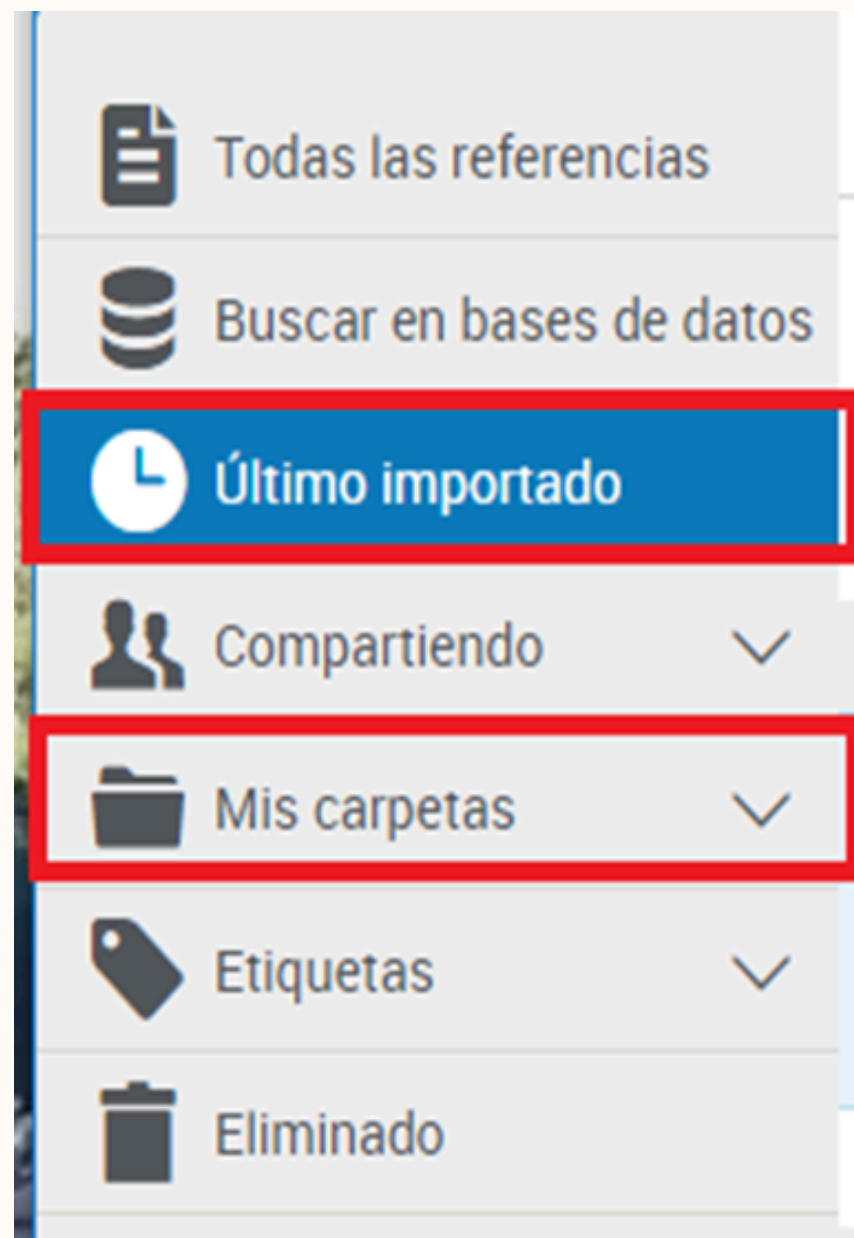 Todas las referencias
Buscar en bases de datos
Último importado
Compartiendo
Mis carpetas
Etiquetas
Eliminado